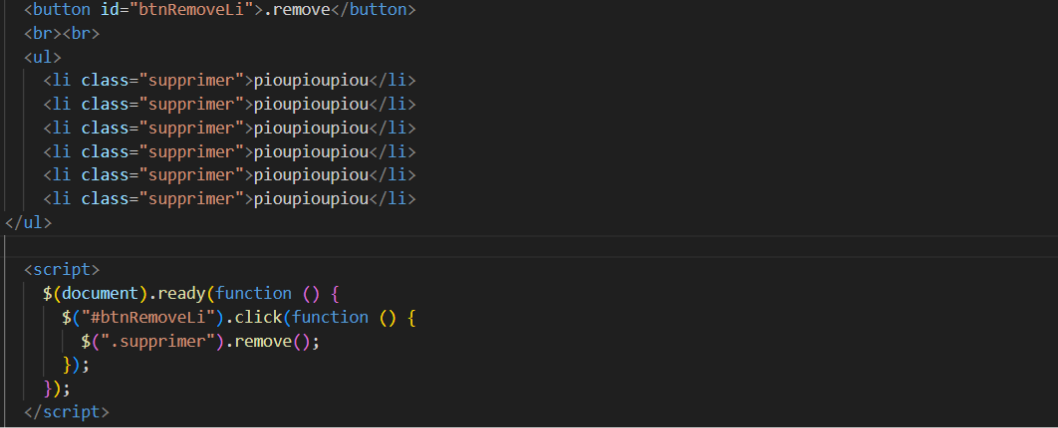 <button id="btnRemoveLi">.remove</button>
<br><br>
<ul>
<li class="supprimer">pioupioupiou</li>
<li class="supprimer">pioupioupiou</li>
<li class="supprimer">pioupioupiou</li>
<li class="supprimer">pioupioupiou</li>
<li class="supprimer">pioupioupiou</li>
<li class="supprimer">pioupioupiou</li>
</ul>
<script>
$(document).ready(function () {
$("#btnRemoveLi").click(function () {
$(".supprimer").remove();
});
});
</script>